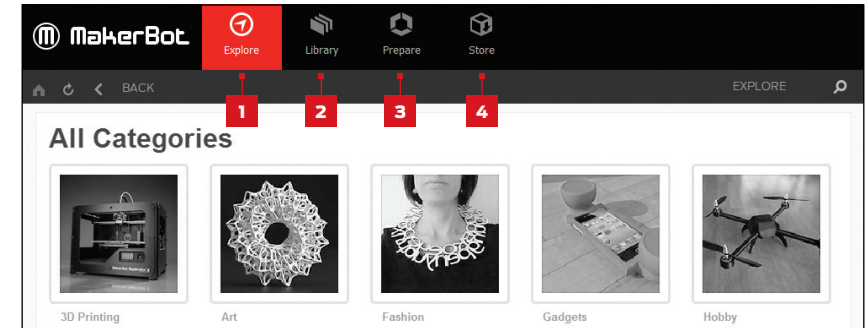 MakerBot
Explore
Library
Prepare
Store
BACK
EXPLORE
1
2
3
4
All Categories
3D Printing
Art
Fashion
Gadgets
Hobby